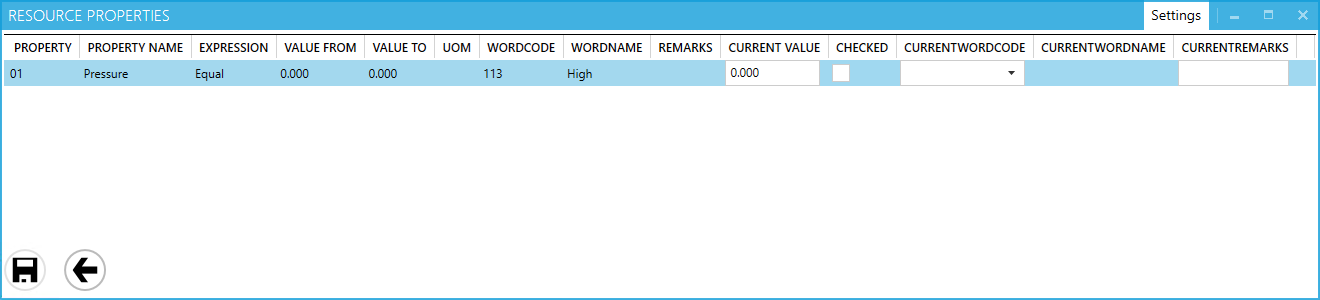 RESOURCE PROPERTIES Settings
PROPERTY PROPERTY NAME EXPRESSION VALUE FROM VALUE TO UOM WORDCODE WORDNAME REMARKS CURRENT VALUE CHECKED CURRENTWORDCODE CURRENTWORDNAME CURRENTREMARKS
01 Pressure Equal 0.000 0.000 113 High 0.000